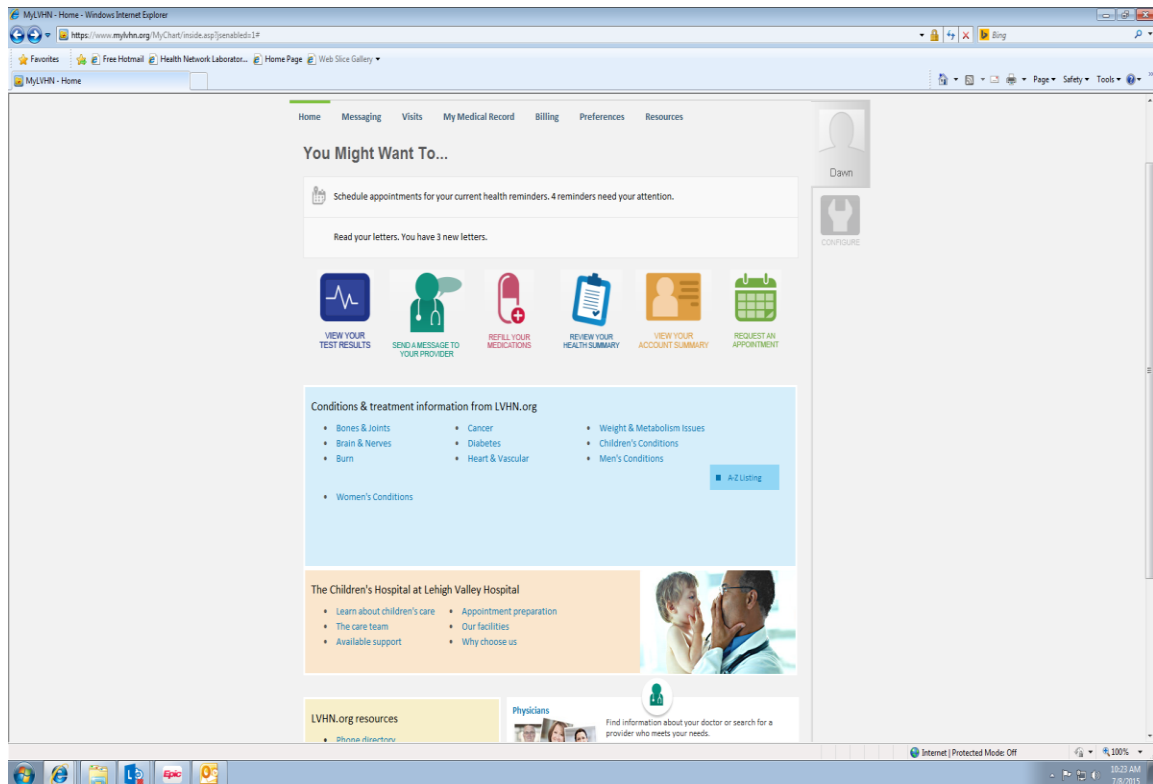 MyLVHN - Home - Windows Internet Explorer
https://www.mylvhn.org/MyChart/inside.asp?jsenabled=1#
Bing
Favorites Free Hotmail Health Network Laborator... Home Page Web Slice Gallery
MyLVHN - Home
Page Safety Tools
Home Messaging Visits My Medical Record Billing Preferences Resources
You Might Want To...
Dawn
Schedule appointments for your current health reminders. 4 reminders need your attention.
CONFIGURE
Read your letters. You have 3 new letters.
VIEW YOUR
TEST RESULTS
SEND A MESSAGE TO
YOUR PROVIDER
REFILL YOUR
MEDICATIONS
REVIEW YOUR
HEALTH SUMMARY
VIEW YOUR
ACCOUNT SUMMARY
REQUEST AN
APPOINTMENT
Conditions & treatment information from LVHN.org
Bones & Joints
Brain & Nerves
Burn
Cancer
Diabetes
Heart & Vascular
Weight & Metabolism Issues
Children's Conditions
Men's Conditions
A-Z Listing
Women's Conditions
The Children's Hospital at Lehigh Valley Hospital
Learn about children's care
The care team
Available support
Appointment preparation
Our facilities
Why choose us
LVHN.org resources
Phone directory
Physicians
Find information about your doctor or search for a
provider who meets your needs.
Internet | Protected Mode: Off
100%
Epic
10:23 AM
7/8/2015